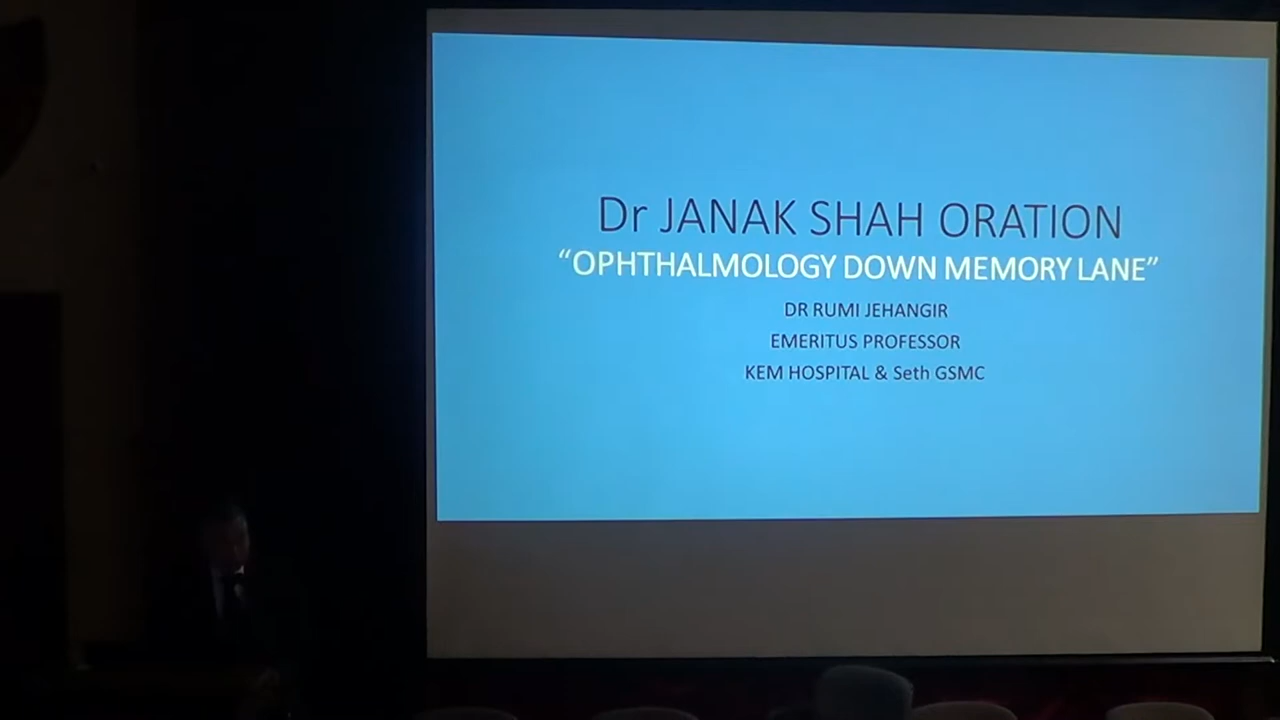 Dr JANAK SHAH ORATION
“OPHTHALMOLOGY DOWN MEMORY LANE”
DR RUMI JEHANGIR
EMERITUS PROFESSOR
KEM HOSPITAL & Seth GSMC